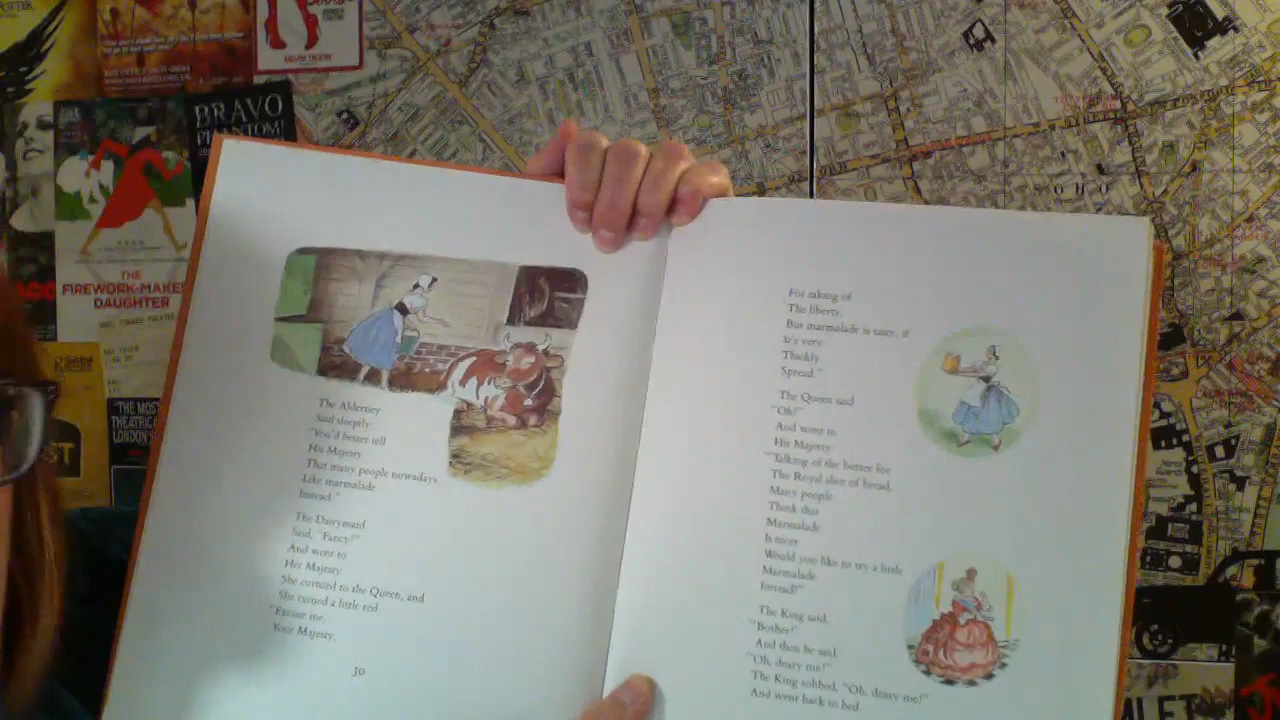 BRAVO
PHANTOM!
THE
FIREWORK-MAKER'S
DAUGHTER
THE MOST
SOHO
The Alderney
Said sleepily:
"You'd better tell
His Majesty
That many people nowadays
Like marmalade
Instead."
The Dairymaid
Said, "Fancy!"
And went to
Her Majesty.
She curtsied to the Queen, and
She turned a little red:
"Excuse me,
Your Majesty,
30
For taking of
The liberty,
But marmalade is tasty, if
It's very
Thickly
Spread."
The Queen said
"Oh!"
And went to
His Majesty:
"Talking of the butter for
The Royal slice of bread,
Many people
Think that
Marmalade
Is nicer.
Would you like to try a little
Marmalade
Instead?"
The King said,
"Bother!"
And then he said,
"Oh, deary me!"
The King sobbed, "Oh, deary me!"
And went back to bed.